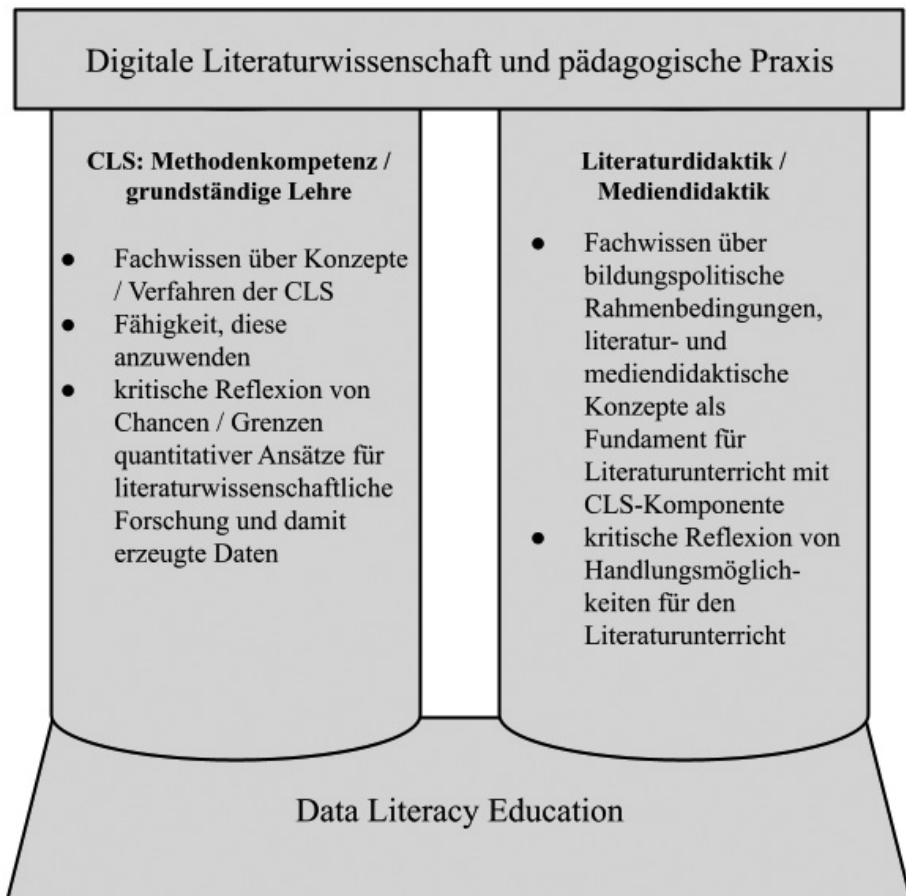 Digitale Literaturwissenschaft und pädagogische Praxis
CLS: Methodenkompetenz /
grundständige Lehre
● Fachwissen über Konzepte
/ Verfahren der CLS
● Fähigkeit, diese
anzuwenden
● kritische Reflexion von
Chancen / Grenzen
quantitativer Ansätze für
literaturwissenschaftliche
Forschung und damit
erzeugte Daten
Literaturdidaktik /
Mediendidaktik
● Fachwissen über
bildungspolitische
Rahmenbedingungen,
literatur- und
mediendidaktische
Konzepte als
Fundament für
Literaturunterricht mit
CLS-Komponente
● kritische Reflexion von
Handlungsmöglich-
keiten für den
Literaturunterricht
Data Literacy Education